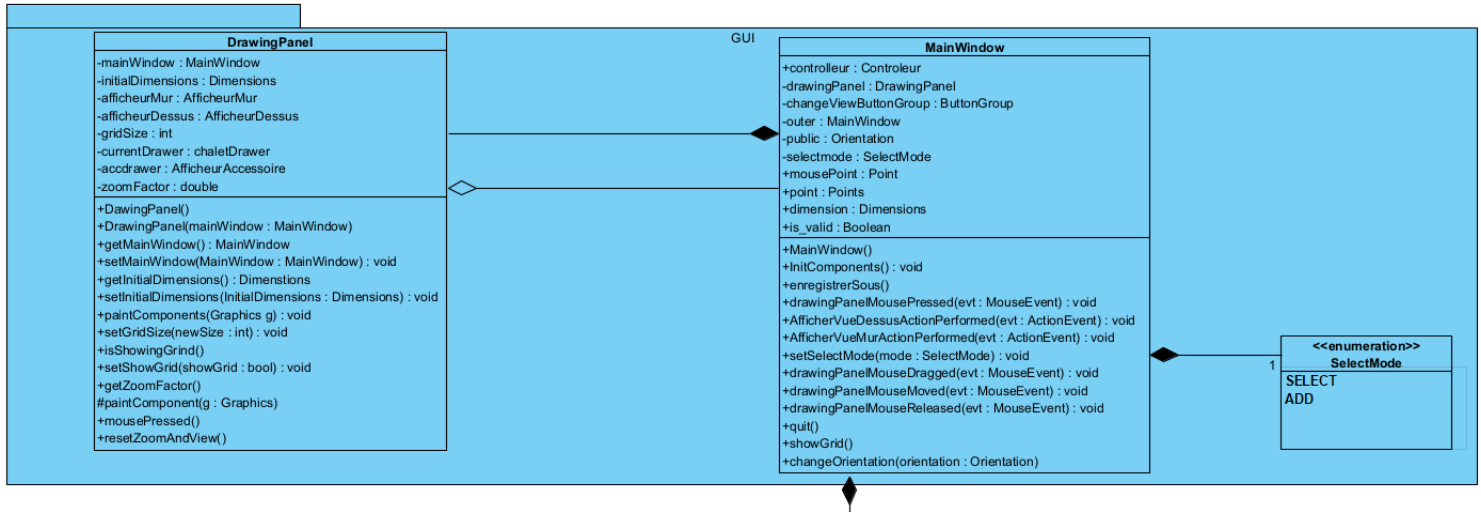 GUI
DrawingPanel
-mainWindow : MainWindow
-initialDimensions : Dimensions
-afficheurMur : AfficheurMur
-afficheurDessus : AfficheurDessus
-gridSize : int
-currentDrawer : chaletDrawer
-accdrawer : AfficheurAccessoire
-zoomFactor : double
+DawingPanel()
+DrawingPanel(mainWindow : MainWindow)
+getMainWindow() : MainWindow
+setMainWindow(MainWindow : MainWindow) : void
+getInitialDimensions() : Dimenstions
+setInitialDimensions(InitialDimensions : Dimensions) : void
+paintComponents(Graphics g) : void
+setGridSize(newSize : int) : void
+isShowingGrind()
+setShowGrid(showGrid : bool) : void
+getZoomFactor()
#paintComponent(g : Graphics)
+mousePressed()
+resetZoomAndView()
MainWindow
+controlleur : Controleur
-drawingPanel : DrawingPanel
-changeViewButtonGroup : ButtonGroup
-outer : MainWindow
-public : Orientation
-selectmode : SelectMode
+mousePoint : Point
+point : Points
+dimension : Dimensions
+is_valid : Boolean
+MainWindow()
+InitComponents() : void
+enregistrerSous()
+drawingPanelMousePressed(evt : MouseEvent) : void
+AfficherVueDessusActionPerformed(evt : ActionEvent) : void
+AfficherVueMurActionPerformed(evt : ActionEvent) : void
+setSelectMode(mode : SelectMode) : void
+drawingPanelMouseDragged(evt : MouseEvent) : void
+drawingPanelMouseMoved(evt : MouseEvent) : void
+drawingPanelMouseReleased(evt : MouseEvent) : void
+quit()
+showGrid()
+changeOrientation(orientation : Orientation)
1
<<enumeration>>
SelectMode
SELECT
ADD